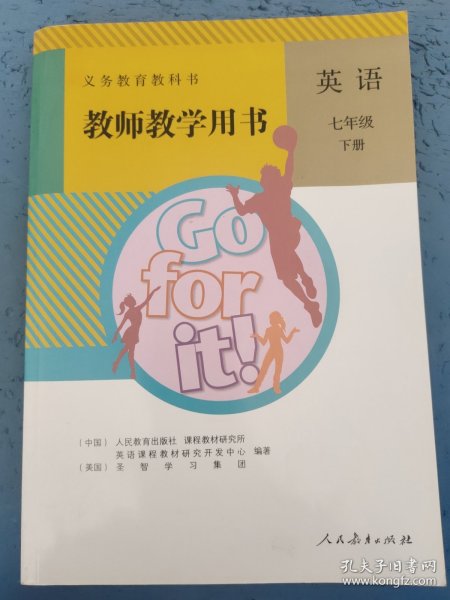 义务教育教科书
英语
教师教学用书
七年级
下册
Go
for
it!
（中国） 人民教育出版社 课程教材研究所
英语课程教材研究开发中心 编著
（美国） 圣智学习集团
人民教育出版社
孔夫子旧书网
www.kongfz.com